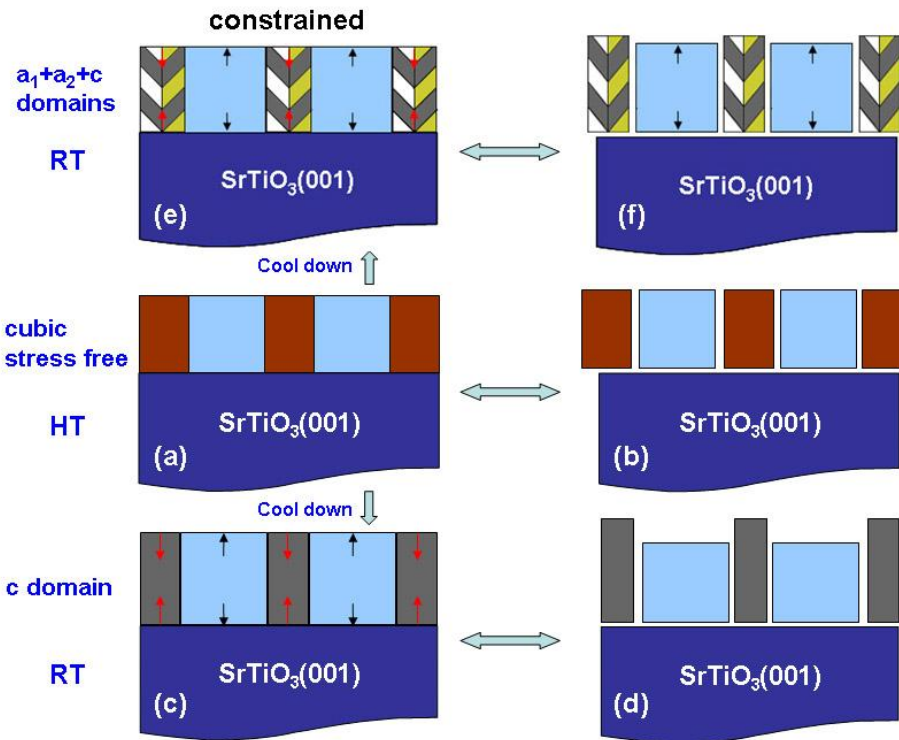 constrained
a₁+a₂+c
domains
RT
SrTiO₃(001)
(e)
SrTiO₃(001)
(f)
Cool down
cubic
stress free
HT
SrTiO₃(001)
(a)
SrTiO₃(001)
(b)
Cool down
c domain
RT
SrTiO₃(001)
(c)
SrTiO₃(001)
(d)